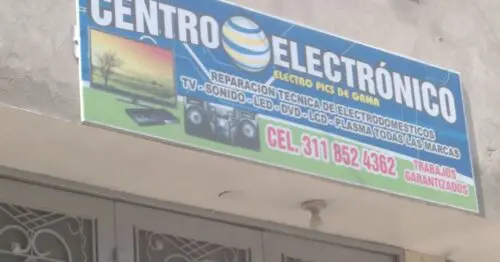 CENTRO ELECTRÓNICO
ELECTRO PICS DE GAMA
REPARACION TECNICA DE ELECTRODOMESTICOS
TV - SONIDO - LED - DVD - LCD - PLASMA TODAS LAS MARCAS
CEL. 311 852 4362
TRABAJOS
GARANTIZADOS